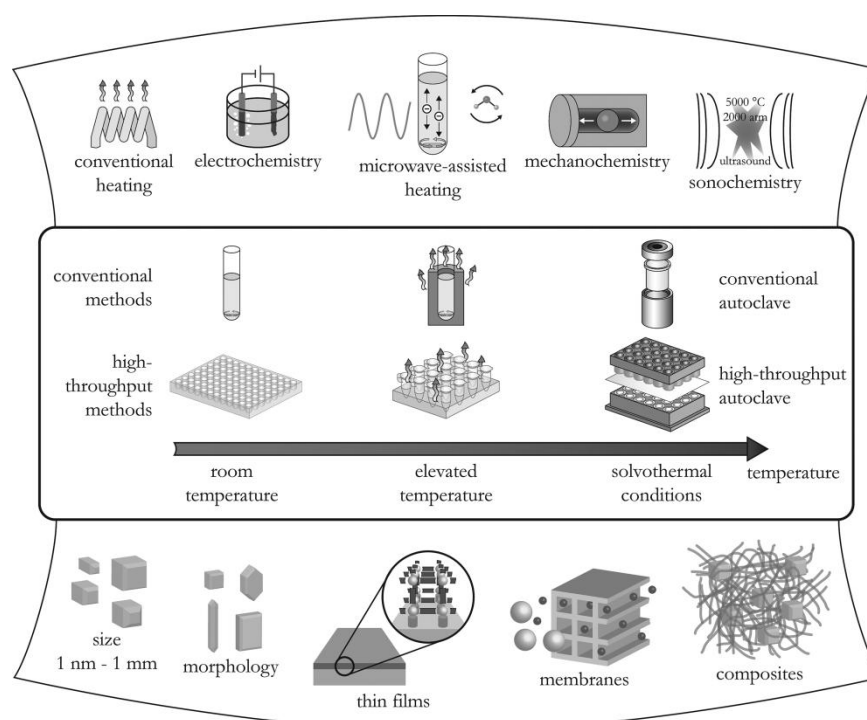 conventional
heating
electrochemistry
microwave-assisted
heating
mechanochemistry
5000 °C
2000 arm
ultrasound
sonochemistry
conventional
methods
conventional
autoclave
high-
throughput
methods
high-throughput
autoclave
room
temperature
elevated
temperature
solvothermal
conditions
temperature
size
1 nm - 1 mm
morphology
thin films
membranes
composites